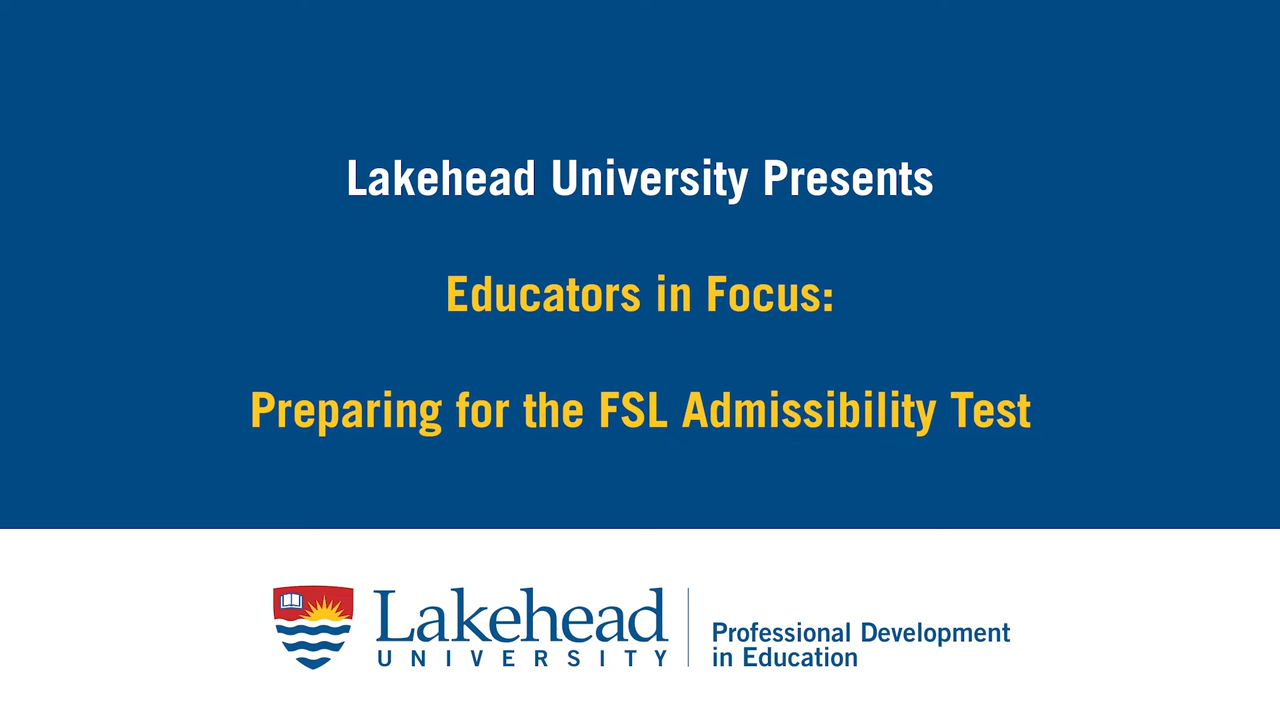 Lakehead University Presents
Educators in Focus:
Preparing for the FSL Admissibility Test
Lakehead
UNIVERSITY
Professional Development
in Education